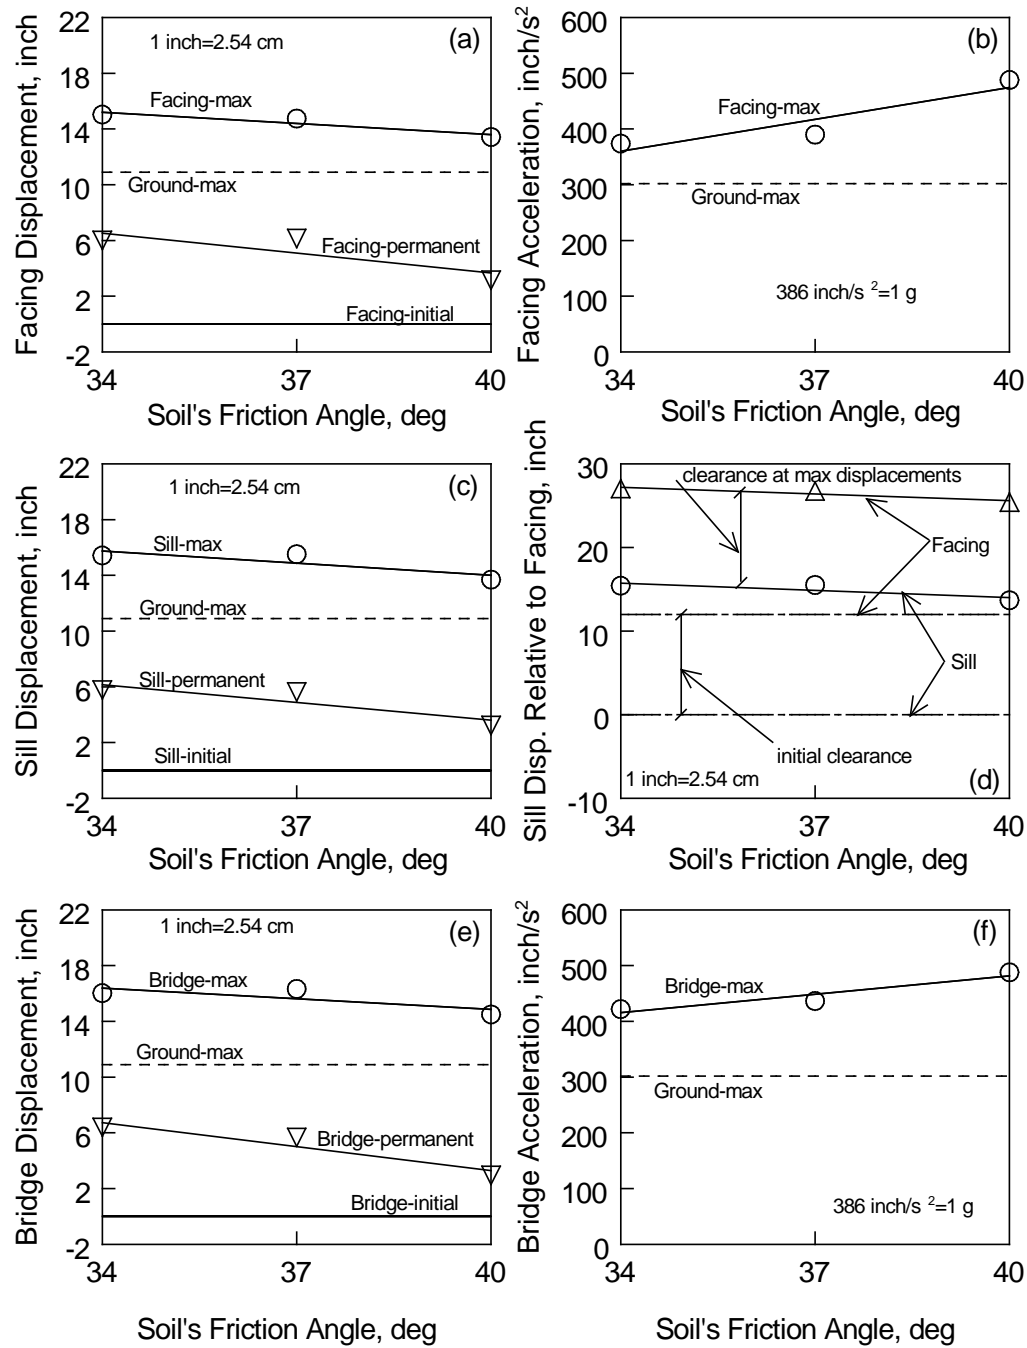 Facing Displacement, inch
22
18
14
10
6
2
-2
1 inch=2.54 cm
(a)
Facing-max
Ground-max
Facing-permanent
Facing-initial
34
37
40
Soil's Friction Angle, deg
Facing Acceleration, inch/s²
600
500
400
300
200
100
0
(b)
Facing-max
Ground-max
386 inch/s ²=1 g
34
37
40
Soil's Friction Angle, deg
Sill Displacement, inch
22
18
14
10
6
2
-2
1 inch=2.54 cm
(c)
Sill-max
Ground-max
Sill-permanent
Sill-initial
34
37
40
Soil's Friction Angle, deg
Sill Disp. Relative to Facing, inch
30
20
10
0
-10
clearance at max displacements
Facing
Sill
initial clearance
1 inch=2.54 cm
(d)
34
37
40
Soil's Friction Angle, deg
Bridge Displacement, inch
22
18
14
10
6
2
-2
1 inch=2.54 cm
(e)
Bridge-max
Ground-max
Bridge-permanent
Bridge-initial
34
37
40
Soil's Friction Angle, deg
Bridge Acceleration, inch/s²
600
500
400
300
200
100
0
(f)
Bridge-max
Ground-max
386 inch/s ²=1 g
34
37
40
Soil's Friction Angle, deg